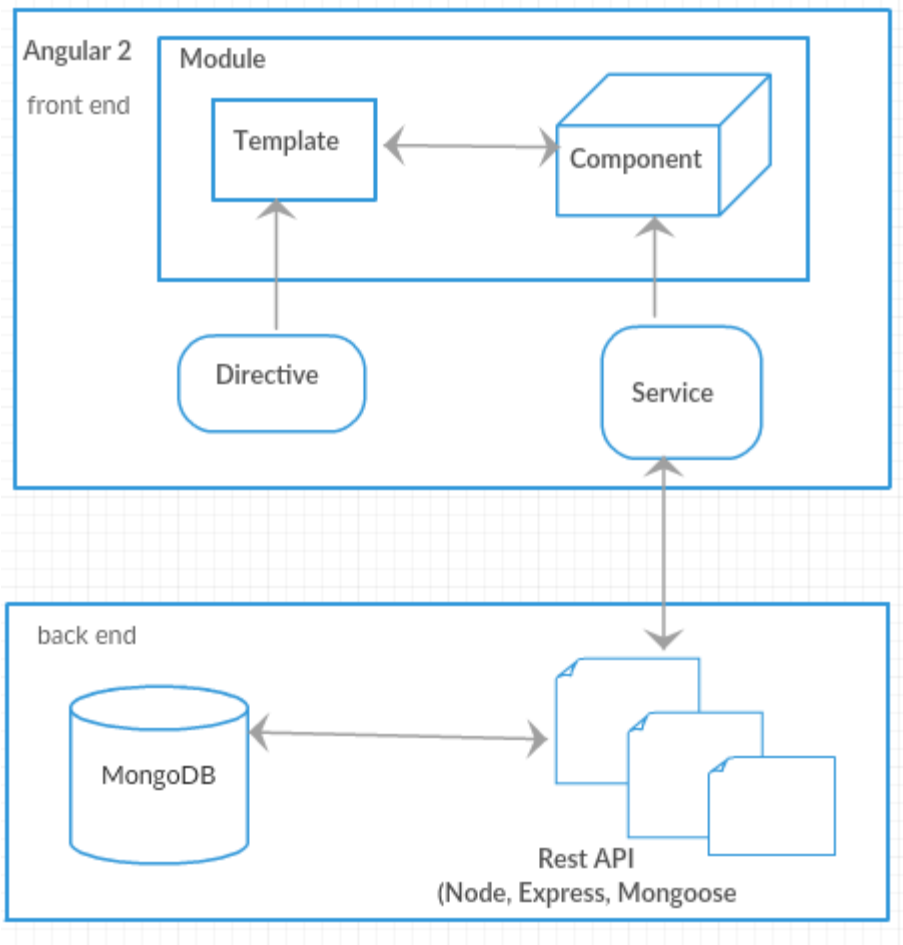 Angular 2
front end
Module
Template
Component
Directive
Service
back end
MongoDB
Rest API
(Node, Express, Mongoose